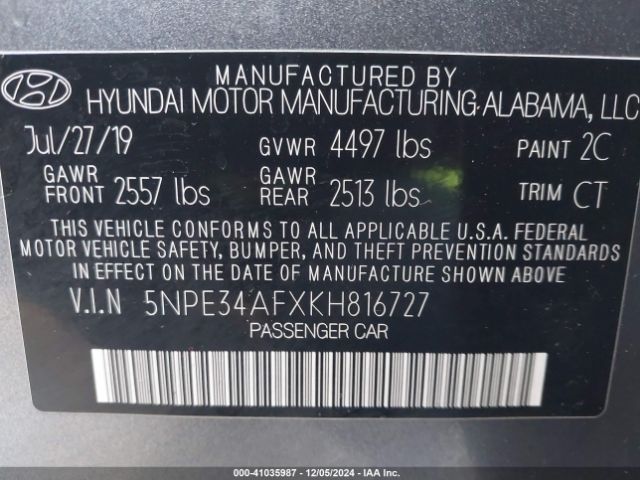 MANUFACTURED BY
HYUNDAI MOTOR MANUFACTURING ALABAMA, LLC
Jul/27/19 GVWR 4497 lbs PAINT 2C
GAWR FRONT 2557 lbs GAWR REAR 2513 lbs TRIM CT
THIS VEHICLE CONFORMS TO ALL APPLICABLE U.S.A. FEDERAL
MOTOR VEHICLE SAFETY, BUMPER, AND THEFT PREVENTION STANDARDS
IN EFFECT ON THE DATE OF MANUFACTURE SHOWN ABOVE
V.I.N 5NPE34AFXKH816727
PASSENGER CAR
000-41035987 - 12/05/2024 - IAA Inc.